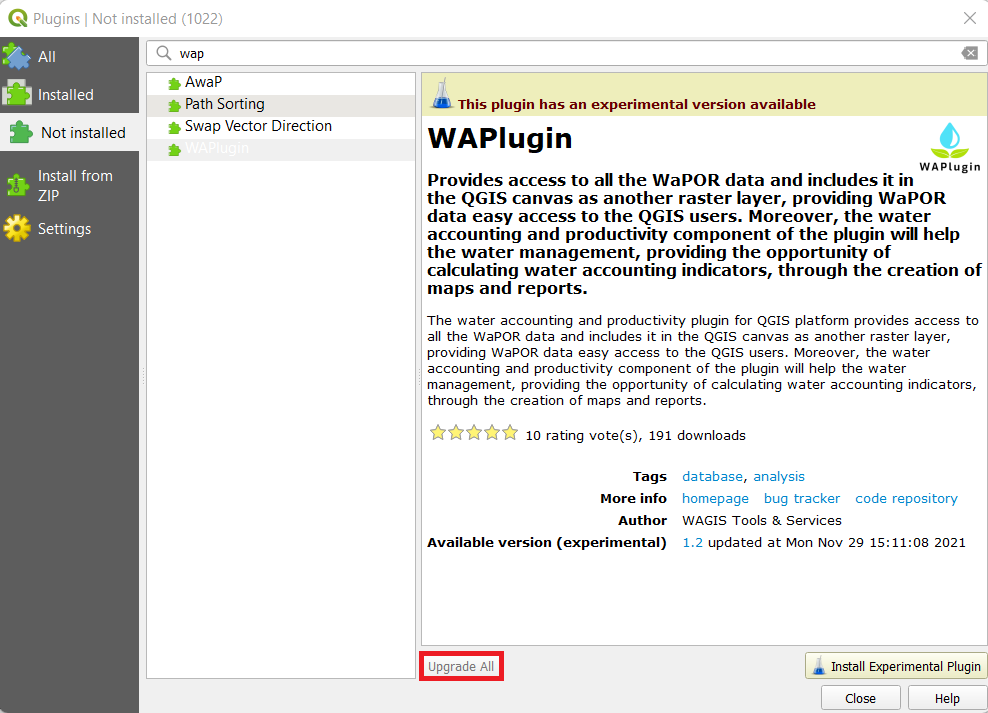 Plugins | Not installed (1022)
All
Installed
Not installed
Install from
ZIP
Settings
wap
AwaP
Path Sorting
Swap Vector Direction
WAPlugin
This plugin has an experimental version available
WAPlugin
WAPlugin
Provides access to all the WaPOR data and includes it in
the QGIS canvas as another raster layer, providing WaPOR
data easy access to the QGIS users. Moreover, the water
accounting and productivity component of the plugin will help
the water management, providing the opportunity of
calculating water accounting indicators, through the creation of
maps and reports.
The water accounting and productivity plugin for QGIS platform provides access to
all the WaPOR data and includes it in the QGIS canvas as another raster layer,
providing WaPOR data easy access to the QGIS users. Moreover, the water
accounting and productivity component of the plugin will help the water
management, providing the opportunity of calculating water accounting indicators,
through the creation of maps and reports.
10 rating vote(s), 191 downloads
Tags database, analysis
More info homepage bug tracker code repository
Author WAGIS Tools & Services
Available version (experimental) 1.2 updated at Mon Nov 29 15:11:08 2021
Upgrade All
Install Experimental Plugin
Close
Help